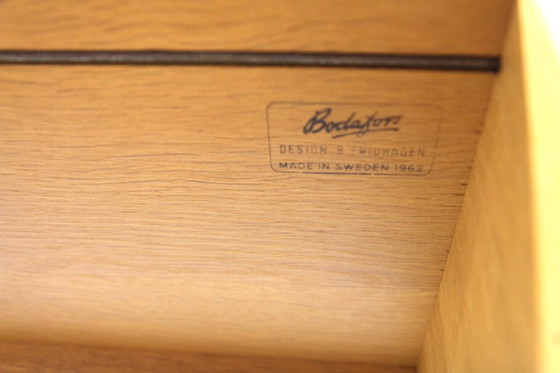 Bodafors
DESIGN B FRIDHAGEN
MADE IN SWEDEN 1962